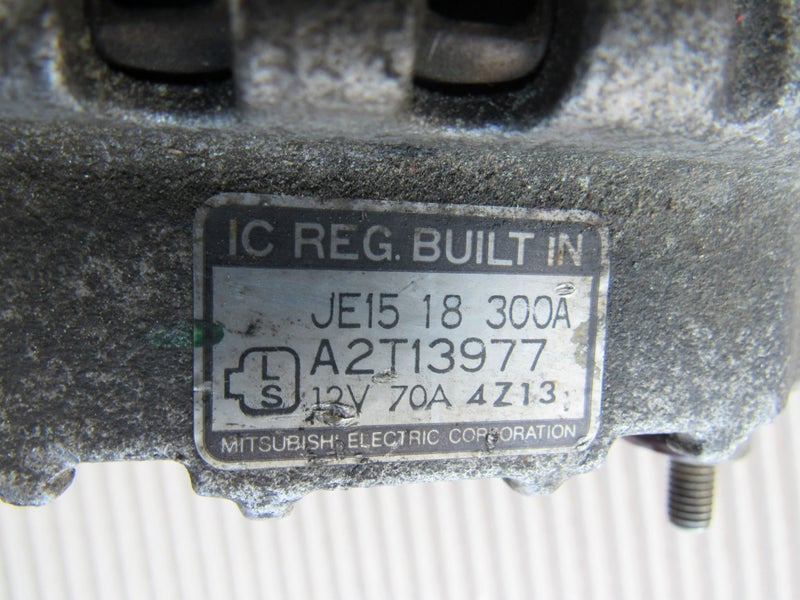 IC REG. BUILT IN
JE15 18 300A
A2T13977
L
S
12V 70A 4Z13
MITSUBISHI ELECTRIC CORPORATION